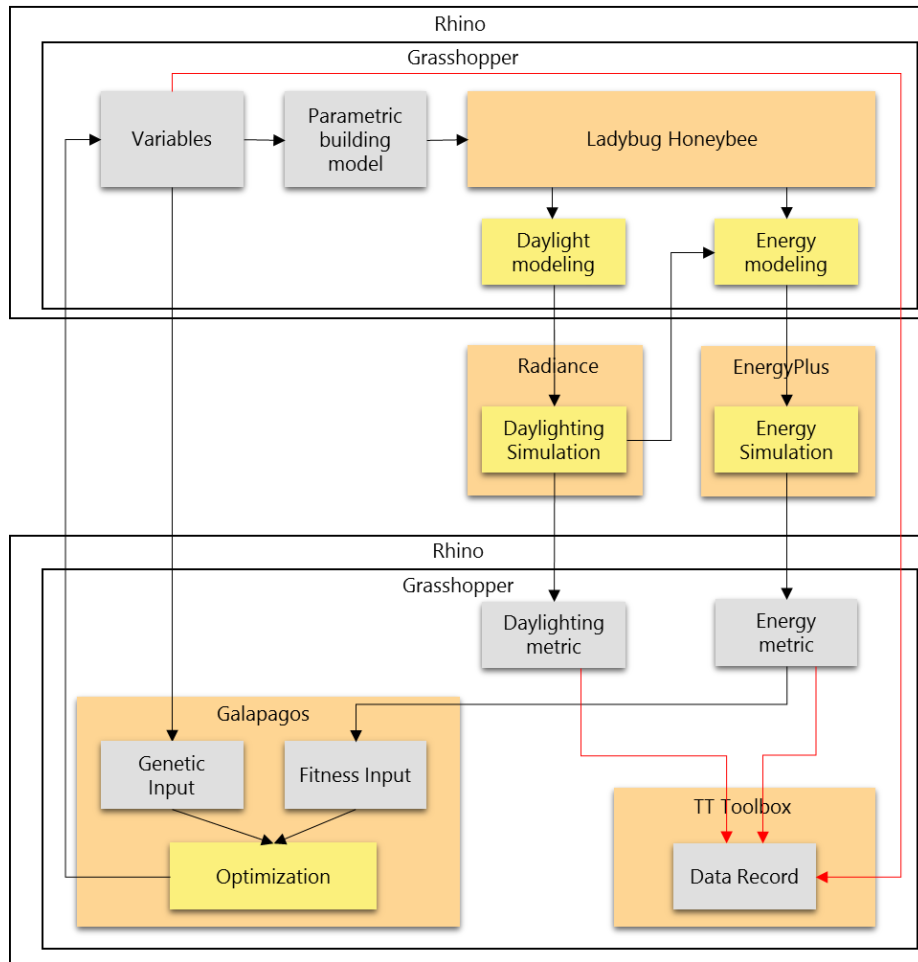 Rhino
Grasshopper
Variables
Parametric
building
model
Ladybug Honeybee
Daylight
modeling
Energy
modeling
Radiance
EnergyPlus
Daylighting
Simulation
Energy
Simulation
Rhino
Grasshopper
Daylighting
metric
Energy
metric
Galapagos
Genetic
Input
Fitness Input
TT Toolbox
Optimization
Data Record